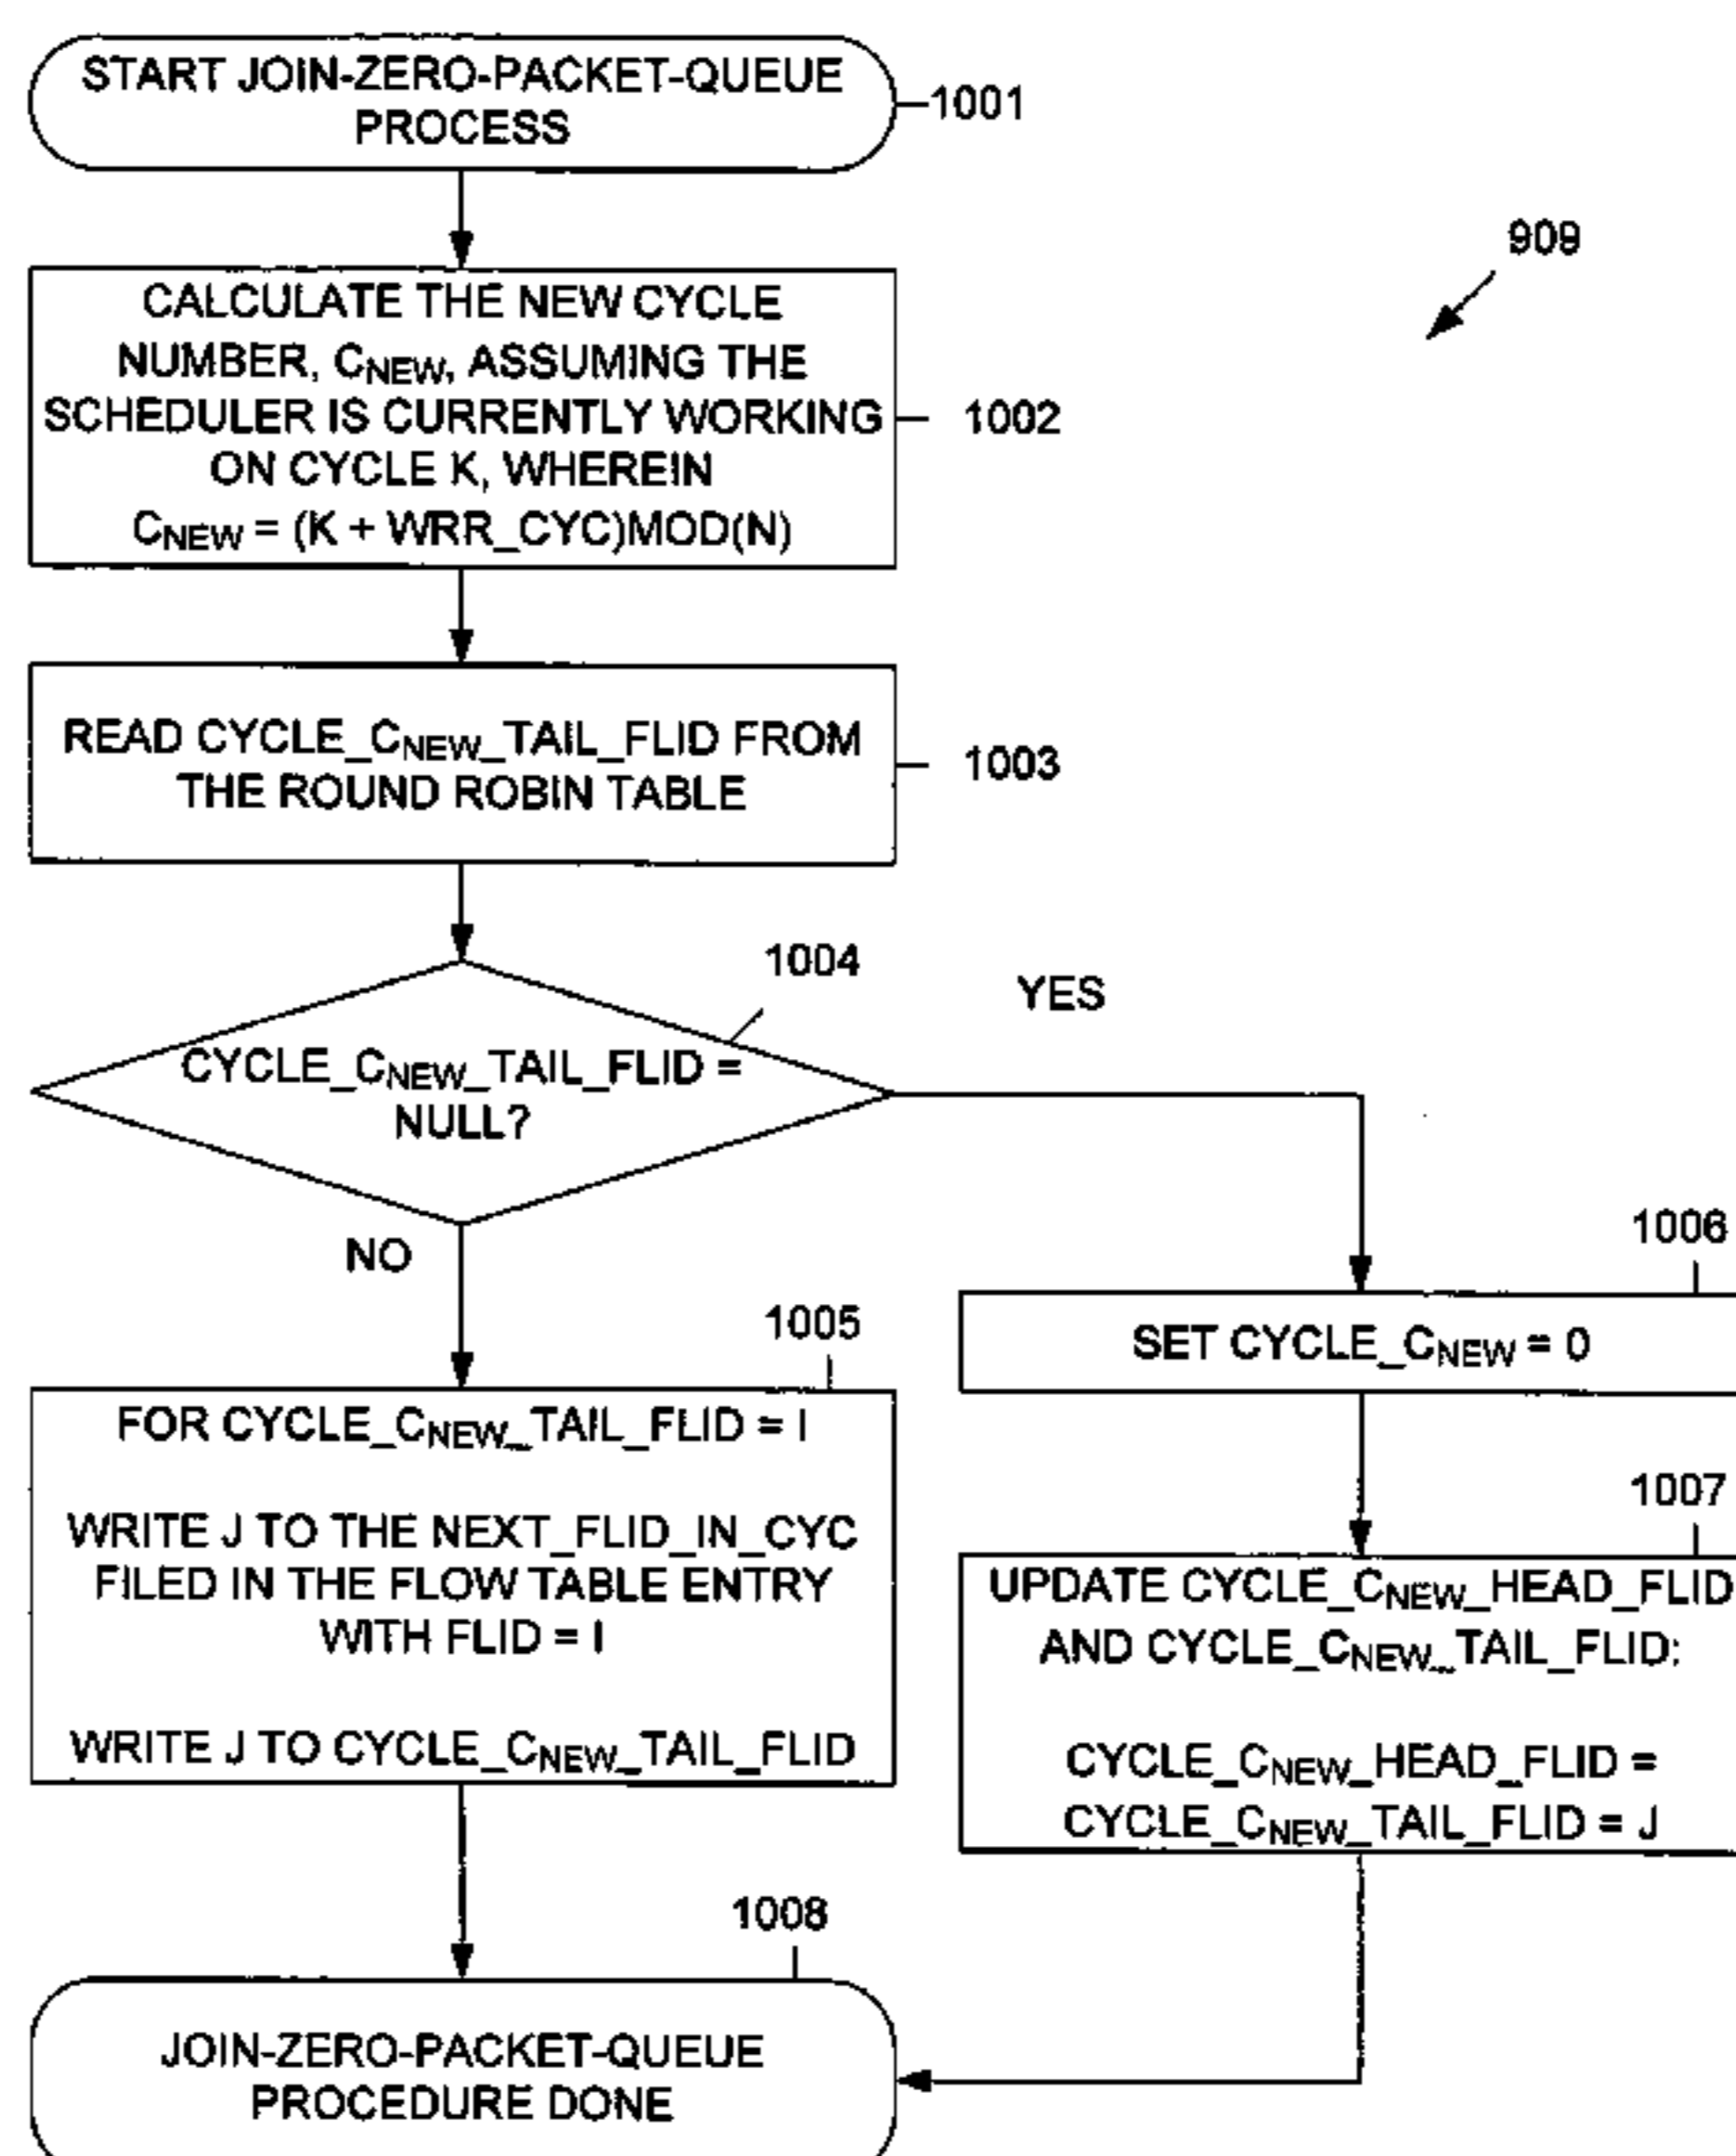 START JOIN-ZERO-PACKET-QUEUE
PROCESS
1001
909
CALCULATE THE NEW CYCLE
NUMBER, CNEW, ASSUMING THE
SCHEDULER IS CURRENTLY WORKING
ON CYCLE K, WHEREIN
CNEW = (K + WRR_CYC)MOD(N)
1002
READ CYCLE_CNEW_TAIL_FLID FROM
THE ROUND ROBIN TABLE
1003
1004
CYCLE_CNEW_TAIL_FLID =
NULL?
YES
NO
1005
FOR CYCLE_CNEW_TAIL_FLID = I
WRITE J TO THE NEXT_FLID_IN_CYC
FILED IN THE FLOW TABLE ENTRY
WITH FLID = I
WRITE J TO CYCLE_CNEW_TAIL_FLID
1006
SET CYCLE_CNEW = 0
1007
UPDATE CYCLE_CNEW_HEAD_FLID
AND CYCLE_CNEW_TAIL_FLID:
CYCLE_CNEW_HEAD_FLID =
CYCLE_CNEW_TAIL_FLID = J
1008
JOIN-ZERO-PACKET-QUEUE
PROCEDURE DONE